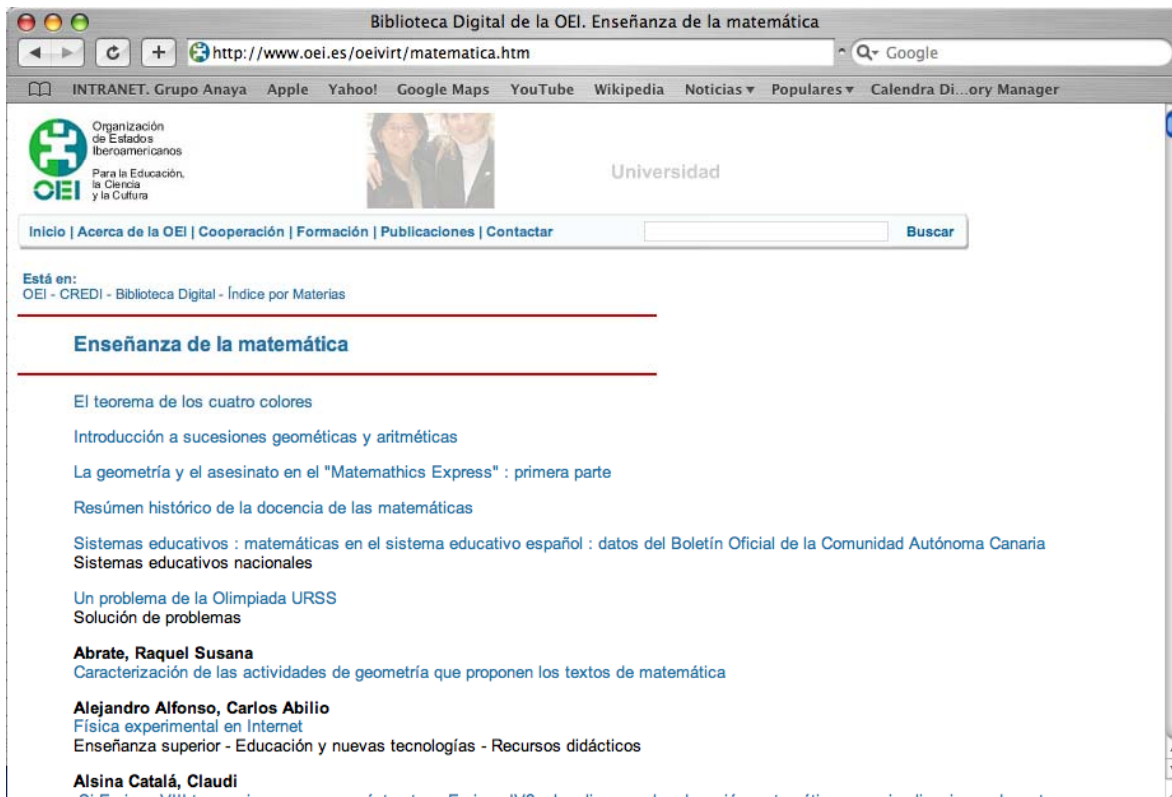 Biblioteca Digital de la OEI. Enseñanza de la matemática
http://www.oei.es/oeivirt/matematica.htm
Google
INTRANET. Grupo Anaya Apple Yahoo! Google Maps YouTube Wikipedia Noticias Populares Calendra Di...ory Manager
Organización
de Estados
Iberoamericanos
Para la Educación,
la Ciencia
y la Cultura
OEI
Universidad
Inicio | Acerca de la OEI | Cooperación | Formación | Publicaciones | Contactar
Buscar
Está en:
OEI - CREDI - Biblioteca Digital - Índice por Materias
Enseñanza de la matemática
El teorema de los cuatro colores
Introducción a sucesiones geométicas y aritméticas
La geometría y el asesinato en el "Matemathics Express" : primera parte
Resúmen histórico de la docencia de las matemáticas
Sistemas educativos : matemáticas en el sistema educativo español : datos del Boletín Oficial de la Comunidad Autónoma Canaria
Sistemas educativos nacionales
Un problema de la Olimpiada URSS
Solución de problemas
Abrate, Raquel Susana
Caracterización de las actividades de geometría que proponen los textos de matemática
Alejandro Alfonso, Carlos Abilio
Física experimental en Internet
Enseñanza superior - Educación y nuevas tecnologías - Recursos didácticos
Alsina Catalá, Claudi